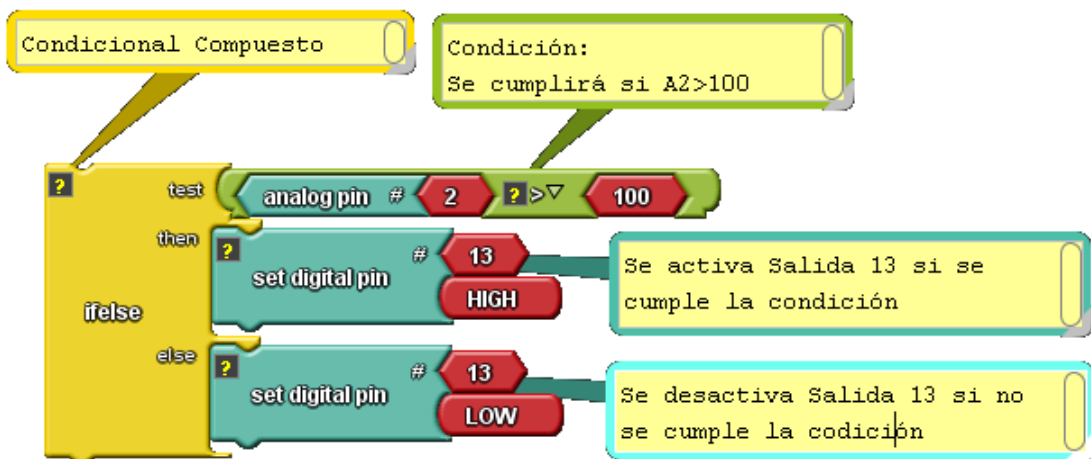 Condicional Compuesto
Condición:
Se cumplirá si A2>100
? test analog pin # 2 ? > 100
then ? set digital pin # 13
HIGH
Se activa Salida 13 si se
cumple la condición
ifelse
else ? set digital pin # 13
LOW
Se desactiva Salida 13 si no
se cumple la codición